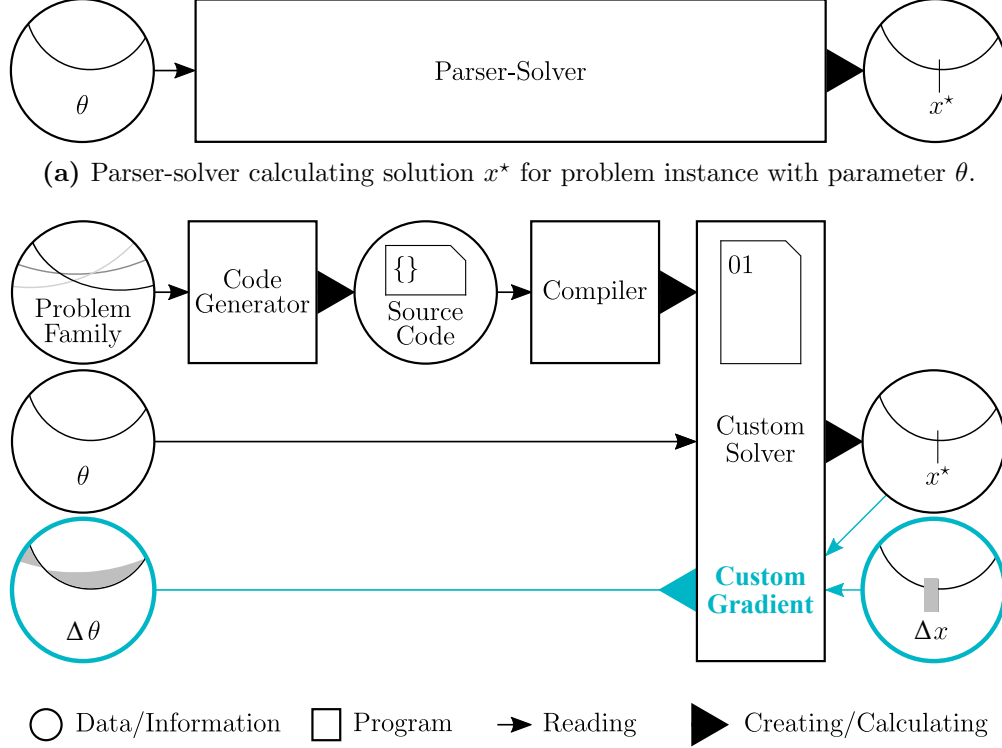 θ
Parser-Solver
x⋆
(a) Parser-solver calculating solution x⋆ for problem instance with parameter θ.
Problem
Family
Code
Generator
{}
Source
Code
Compiler
01
θ
Custom
Solver
x⋆
Δθ
Custom
Gradient
Δx
Data/Information
Program
Reading
Creating/Calculating